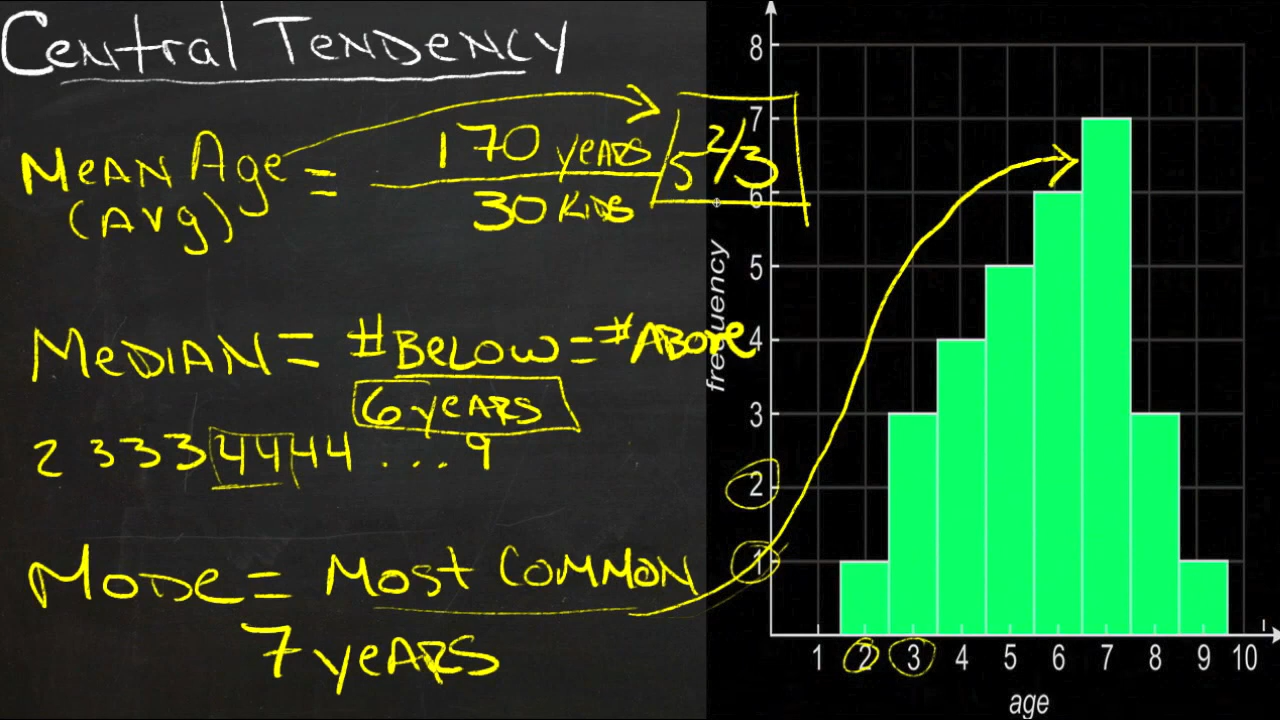 Central Tendency
Mean Age = 170 years 5 2/3
(Avg) 30 Kids
Median = #Below = #Above
6 years
2 3 3 3 4 4 4 4 . . . . 9
Mode = Most Common
7 years
8
7
6
5
4
3
2
1
frequency
1 2 3 4 5 6 7 8 9 10
age